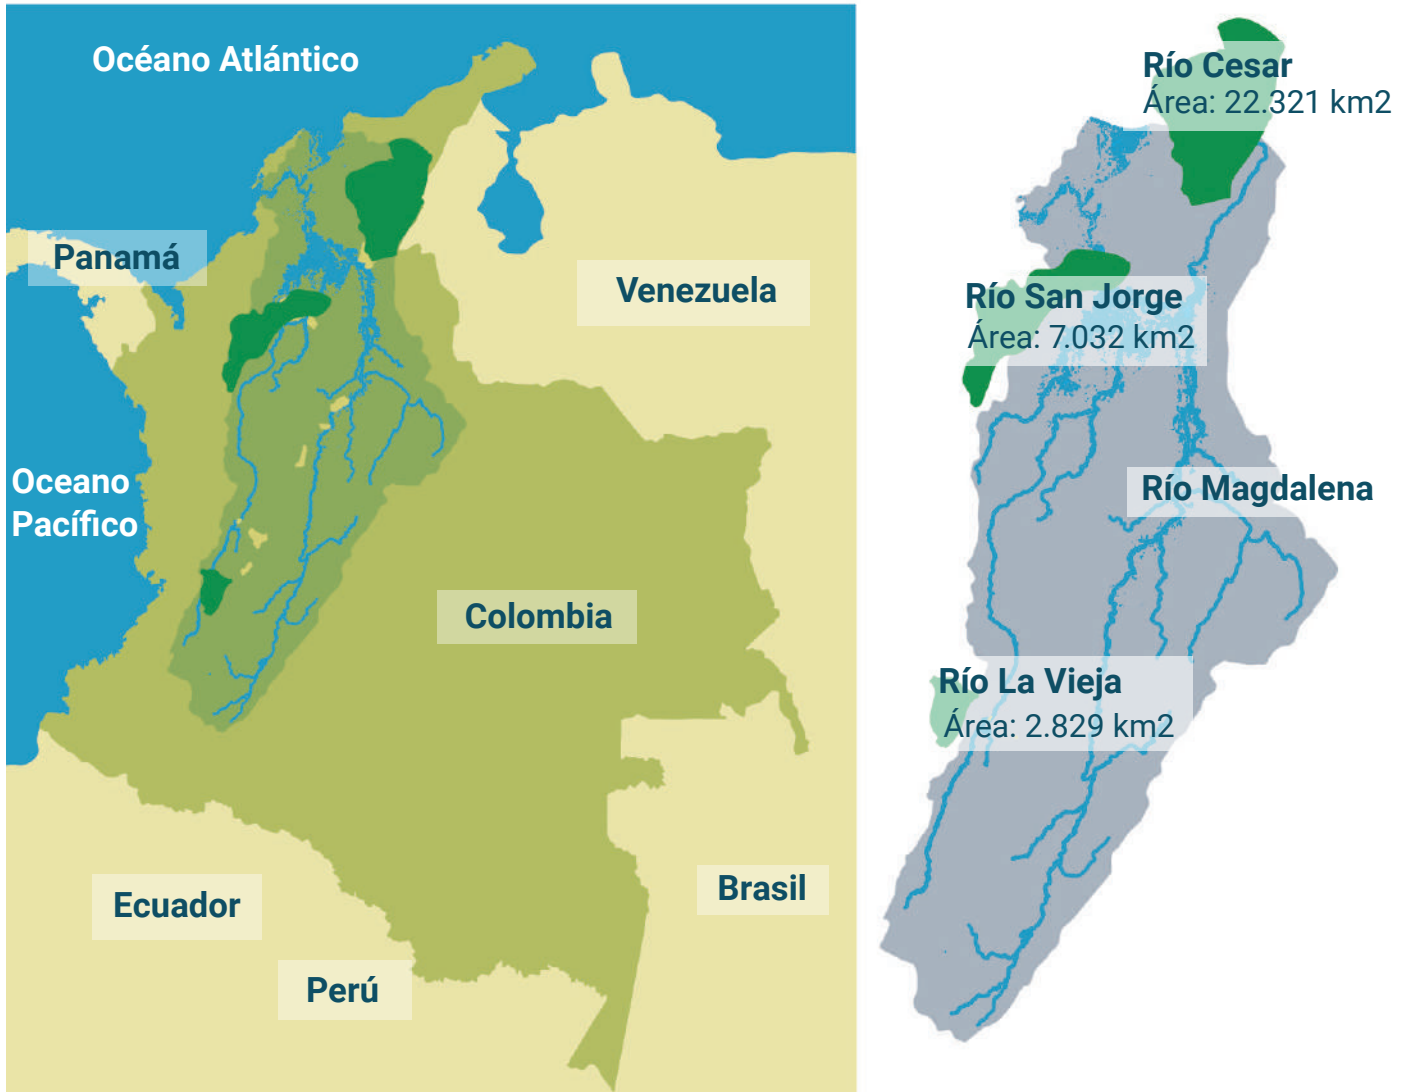 Océano Atlántico
Panamá
Venezuela
Oceano
Pacífico
Colombia
Ecuador
Brasil
Perú
Río Cesar
Área: 22.321 km2
Río San Jorge
Área: 7.032 km2
Río Magdalena
Río La Vieja
Área: 2.829 km2